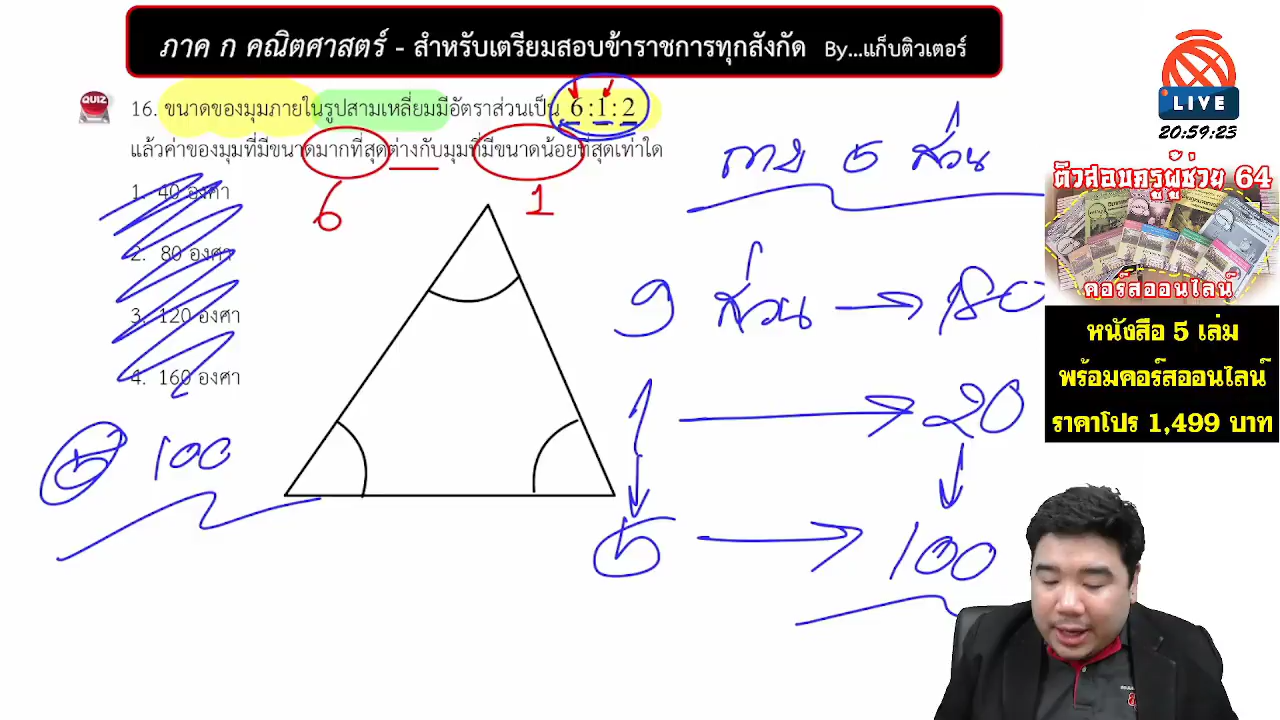 ภาค ก คณิตศาสตร์ - สำหรับเตรียมสอบข้าราชการทุกสังกัด By...แก็บติวเตอร์
LIVE
20:59:23
QUIZ
16. ขนาดของมุมภายในรูปสามเหลี่ยมมีอัตราส่วนเป็น 6:1:2
แล้วค่าของมุมที่มีขนาดมากที่สุดต่างกับมุมที่มีขนาดน้อยที่สุดเท่าใด
1. 40 องศา
2. 80 องศา
3. 120 องศา
4. 160 องศา
6
1
5 100
5 ส่วน
9 ส่วน → 180
1 → 20
5 → 100
ติวสอบครูผู้ช่วย 64
คอร์สออนไลน์
หนังสือ 5 เล่ม
พร้อมคอร์สออนไลน์
ราคาโปร 1,499 บาท